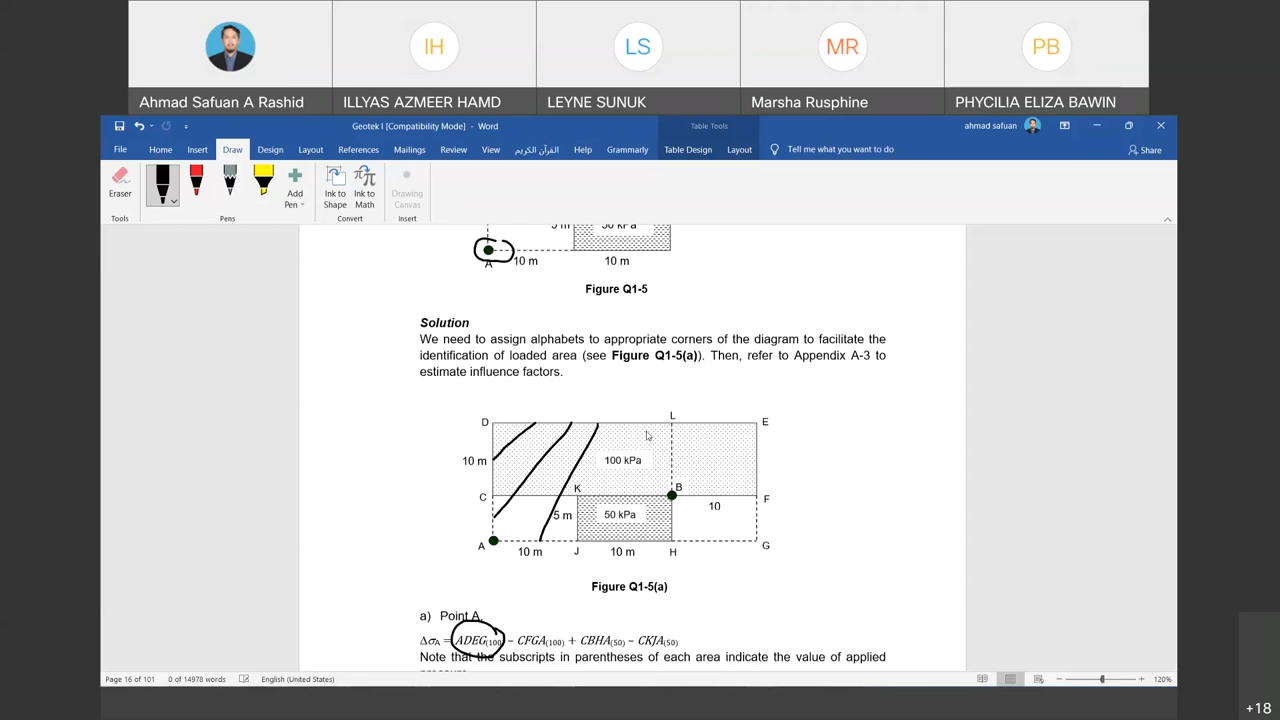 IH
LS
MR
PB
Ahmad Safuan A Rashid
ILLYAS AZMEER HAMD
LEYNE SUNUK
Marsha Rusphine
PHYCILIA ELIZA BAWIN
Geotek I [Compatibility Mode] - Word
Table Tools
ahmad safuan
File Home Insert Draw Design Layout References Mailings Review View القرآن الكريم Help Grammarly Table Design Layout Tell me what you want to do Share
Eraser
Add Pen
Ink to Shape
Ink to Math
Drawing Canvas
Tools
Pens
Convert
Insert
A
10 m
10 m
Figure Q1-5
Solution
We need to assign alphabets to appropriate corners of the diagram to facilitate the
identification of loaded area (see Figure Q1-5(a)). Then, refer to Appendix A-3 to
estimate influence factors.
D L E
10 m
100 kPa
C K B F
5 m
50 kPa
10
A 10 m J 10 m H G
Figure Q1-5(a)
a) Point A,
ΔσA = ADEG(100) – CFGA(100) + CBHA(50) – CKJA(50)
Note that the subscripts in parentheses of each area indicate the value of applied
Page 16 of 101
0 of 14978 words
English (United States)
120%
+18